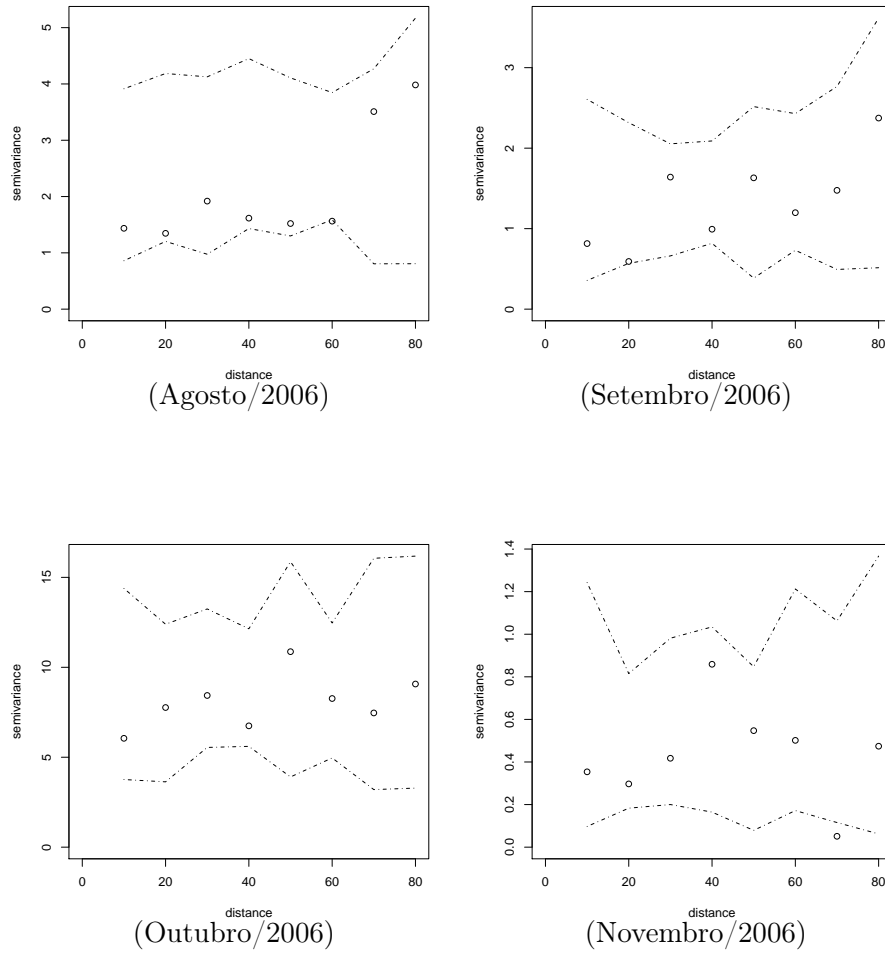 5
4
3
2
1
0
semivariance
0 20 40 60 80
distance
(Agosto/2006)
3
2
1
0
semivariance
0 20 40 60 80
distance
(Setembro/2006)
15
10
5
0
semivariance
0 20 40 60 80
distance
(Outubro/2006)
1.4
1.2
1.0
0.8
0.6
0.4
0.2
0.0
semivariance
0 20 40 60 80
distance
(Novembro/2006)